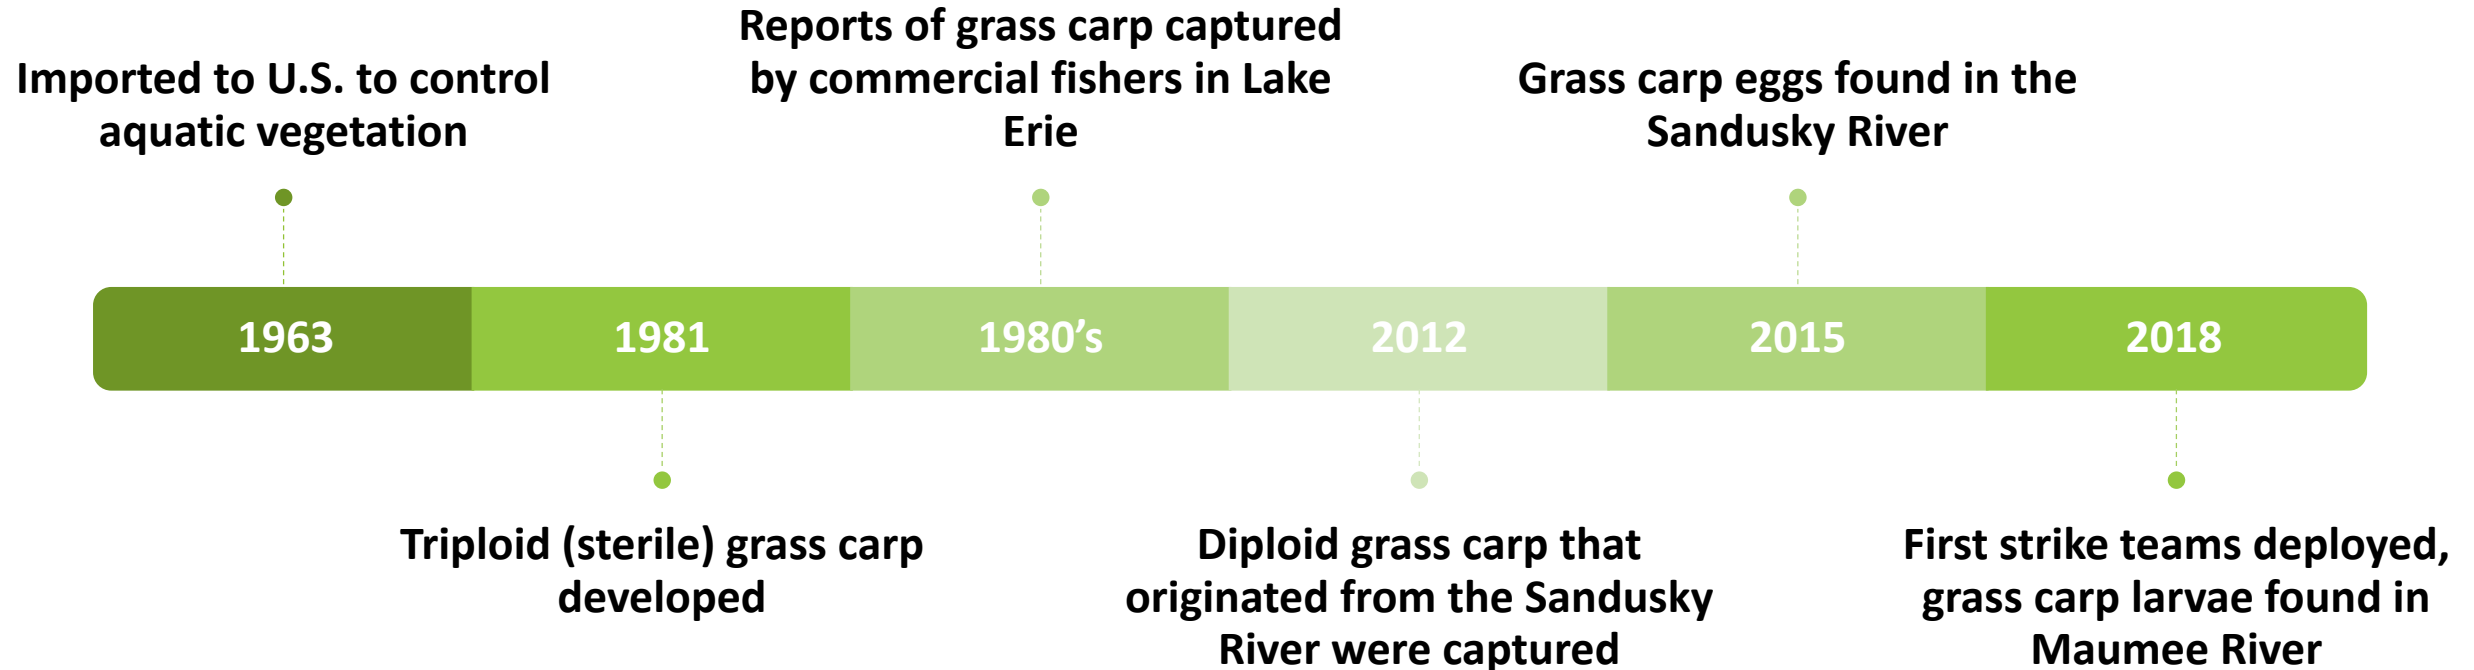 Imported to U.S. to control
aquatic vegetation
Reports of grass carp captured
by commercial fishers in Lake
Erie
Grass carp eggs found in the
Sandusky River
1963
1981
1980’s
2012
2015
2018
Triploid (sterile) grass carp
developed
Diploid grass carp that
originated from the Sandusky
River were captured
First strike teams deployed,
grass carp larvae found in
Maumee River